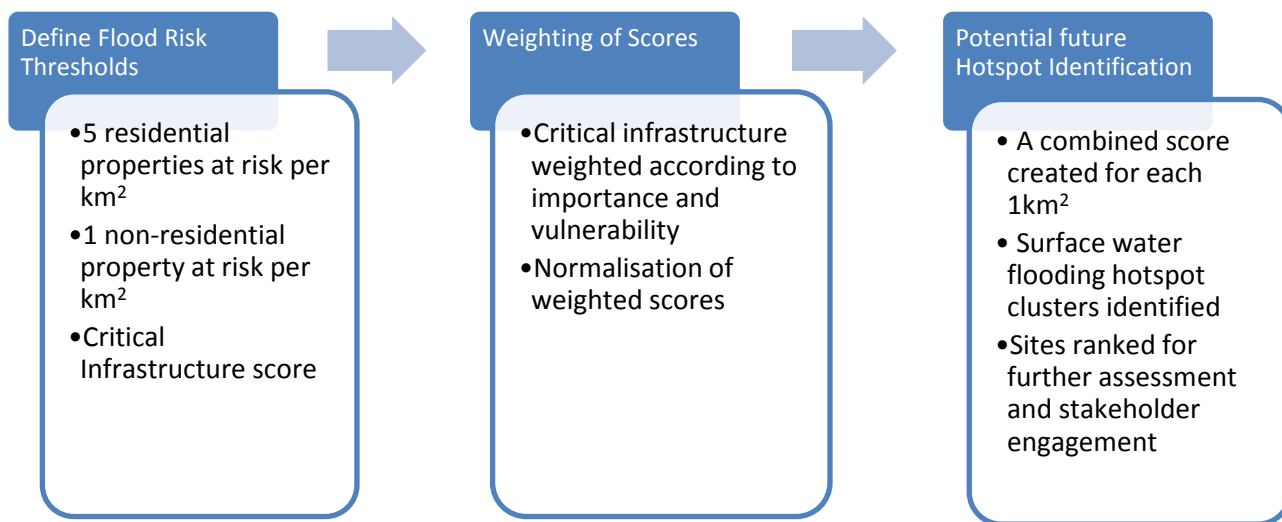 Define Flood Risk
Thresholds
•5 residential
properties at risk per
km²
•1 non-residential
property at risk per
km²
•Critical
Infrastructure score
Weighting of Scores
•Critical infrastructure
weighted according to
importance and
vulnerability
•Normalisation of
weighted scores
Potential future
Hotspot Identification
• A combined score
created for each
1km²
• Surface water
flooding hotspot
clusters identified
•Sites ranked for
further assessment
and stakeholder
engagement